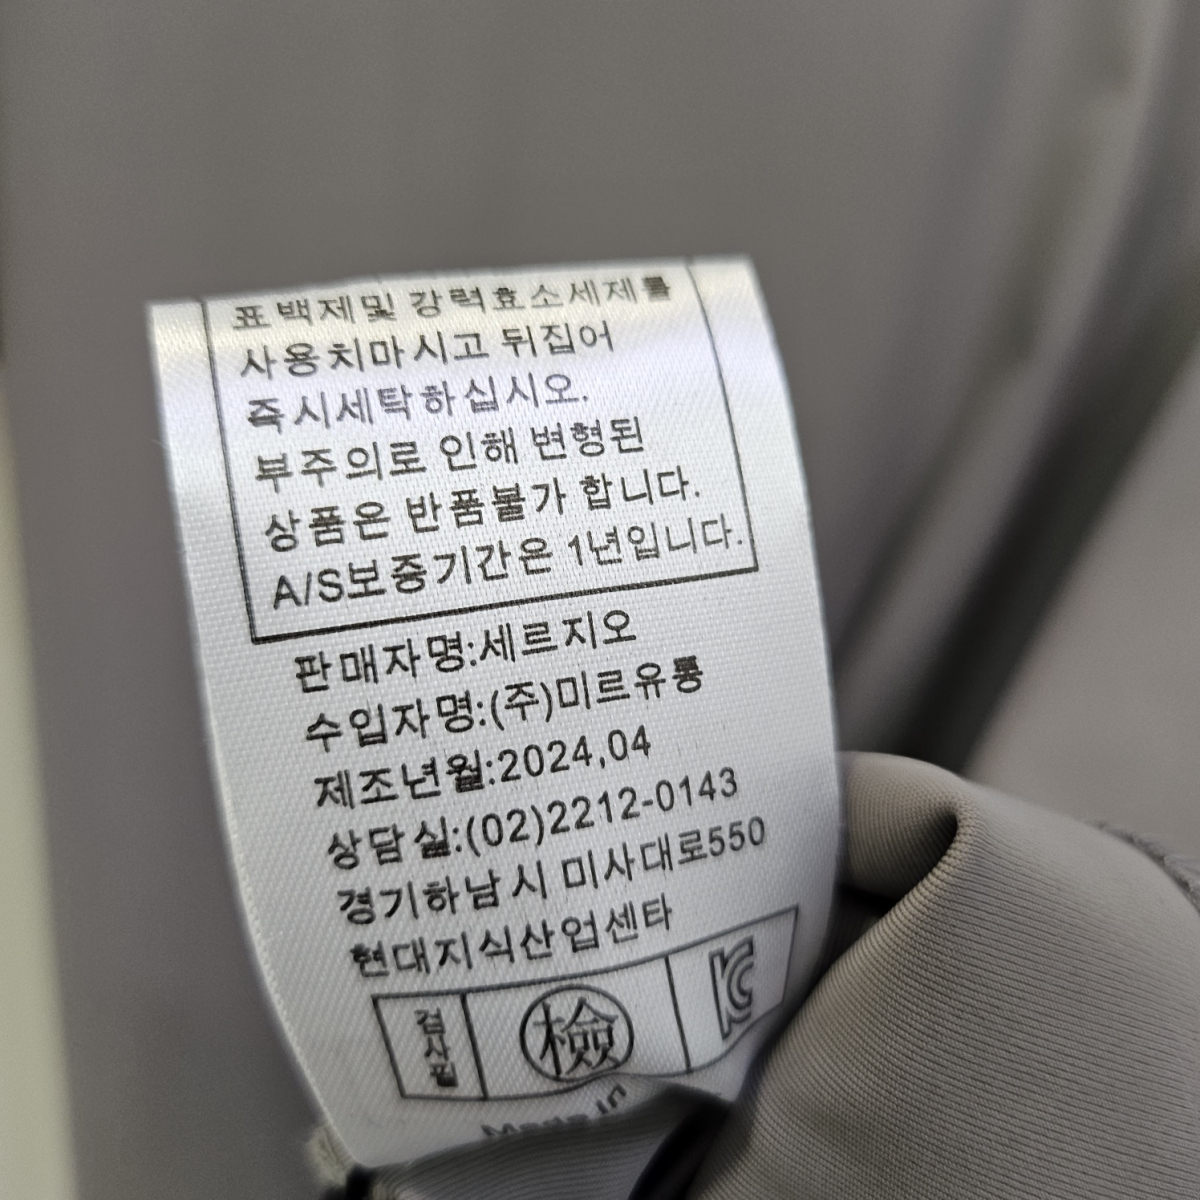 표백제및 강력효소세제를
사용치마시고 뒤집어
즉시세탁하십시오.
부주의로 인해 변형된
상품은 반품불가 합니다.
A/S보증기간은 1년입니다.
판매자명:세르지오
수입자명:(주)미르유통
제조년월:2024,04
상담실:(02)2212-0143
경기하남시 미사대로550
현대지식산업센타
검사필
檢
KC
Made in